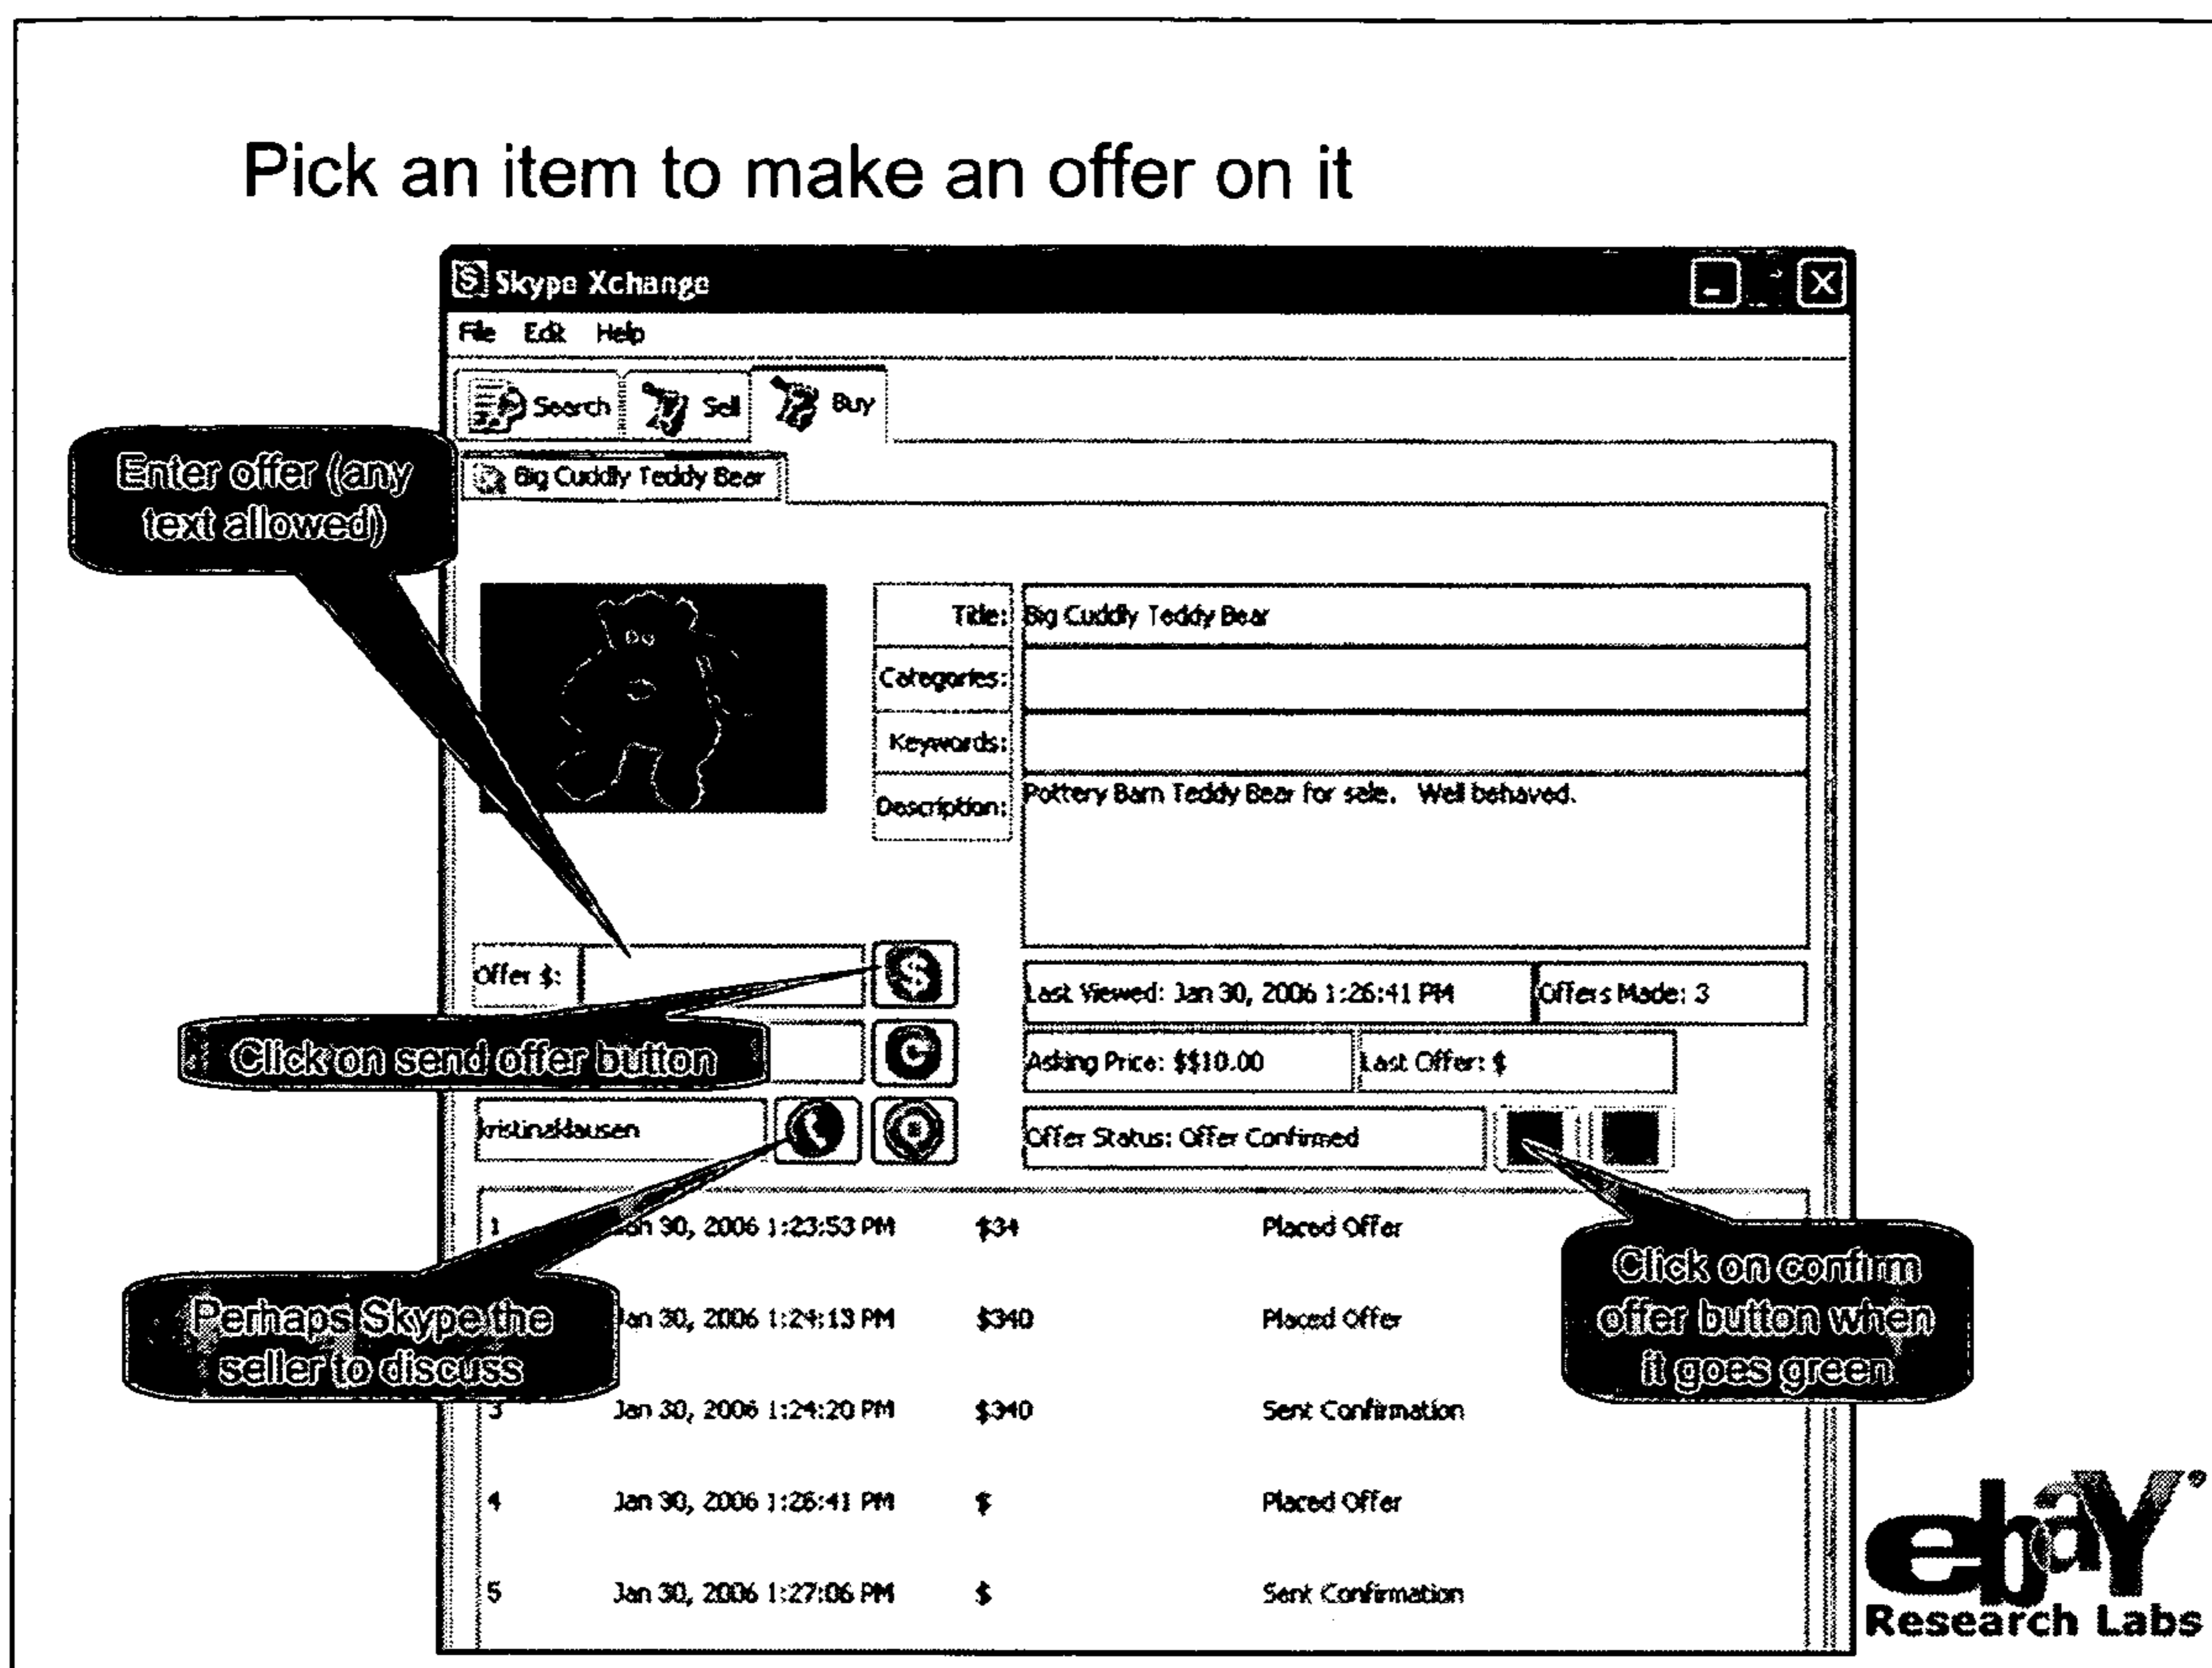 Pick an item to make an offer on it
Skype Xchange
File Edit Help
Search Sell Buy
Big Cuddly Teddy Bear
Enter offer (any
text allowed)
Title: Big Cuddly Teddy Bear
Categories:
Keywords:
Description: Pottery Barn Teddy Bear for sale. Well behaved.
Offer $:
$
Last Viewed: Jan 30, 2006 1:26:41 PM Offers Made: 3
Click on send offer button
C
Asking Price: $$10.00 Last Offer: $
kristinaklausen
Offer Status: Offer Confirmed
1 Jan 30, 2006 1:23:53 PM $34 Placed Offer
Jan 30, 2006 1:24:13 PM $340 Placed Offer
3 Jan 30, 2006 1:24:20 PM $340 Sent Confirmation
4 Jan 30, 2006 1:26:41 PM $ Placed Offer
5 Jan 30, 2006 1:27:06 PM $ Sent Confirmation
Perhaps Skype the
seller to discuss
Click on confirm
offer button when
it goes green
ebay
Research Labs